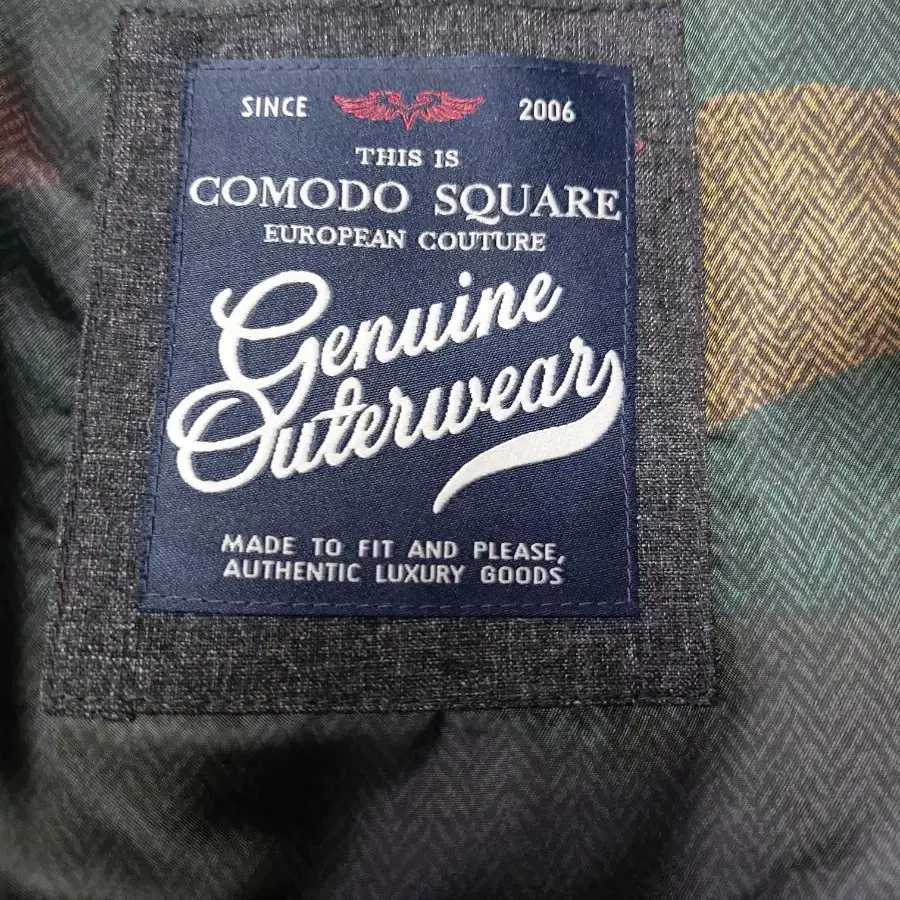 SINCE 2006
THIS IS
COMODO SQUARE
EUROPEAN COUTURE
Genuine
Outerwear
MADE TO FIT AND PLEASE,
AUTHENTIC LUXURY GOODS